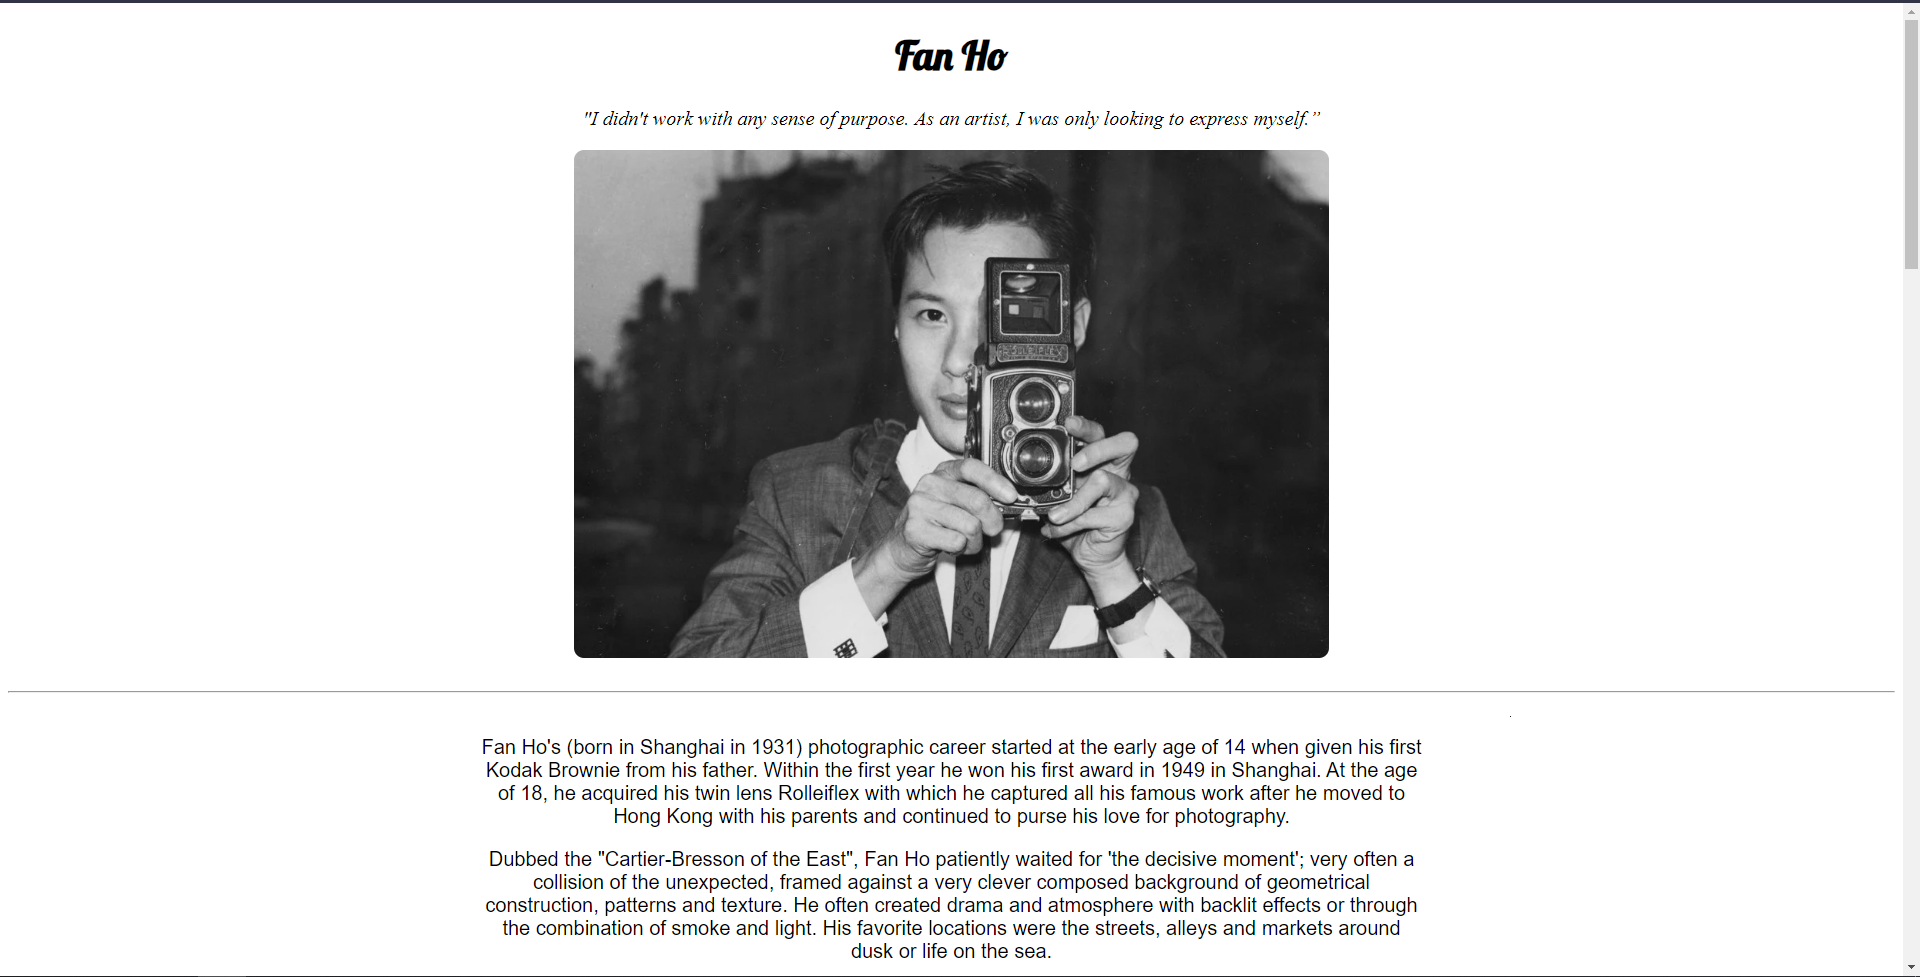 Fan Ho
"I didn't work with any sense of purpose. As an artist, I was only looking to express myself.”
Fan Ho's (born in Shanghai in 1931) photographic career started at the early age of 14 when given his first
Kodak Brownie from his father. Within the first year he won his first award in 1949 in Shanghai. At the age
of 18, he acquired his twin lens Rolleiflex with which he captured all his famous work after he moved to
Hong Kong with his parents and continued to purse his love for photography.
Dubbed the "Cartier-Bresson of the East", Fan Ho patiently waited for 'the decisive moment'; very often a
collision of the unexpected, framed against a very clever composed background of geometrical
construction, patterns and texture. He often created drama and atmosphere with backlit effects or through
the combination of smoke and light. His favorite locations were the streets, alleys and markets around
dusk or life on the sea.